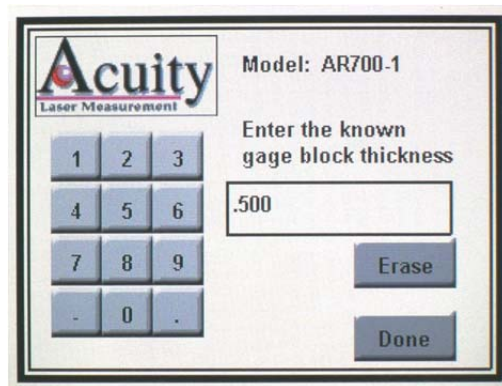 Acuity
Laser Measurement
Model: AR700-1
Enter the known
gage block thickness
.500
1 2 3
4 5 6
7 8 9
- 0 .
Erase
Done